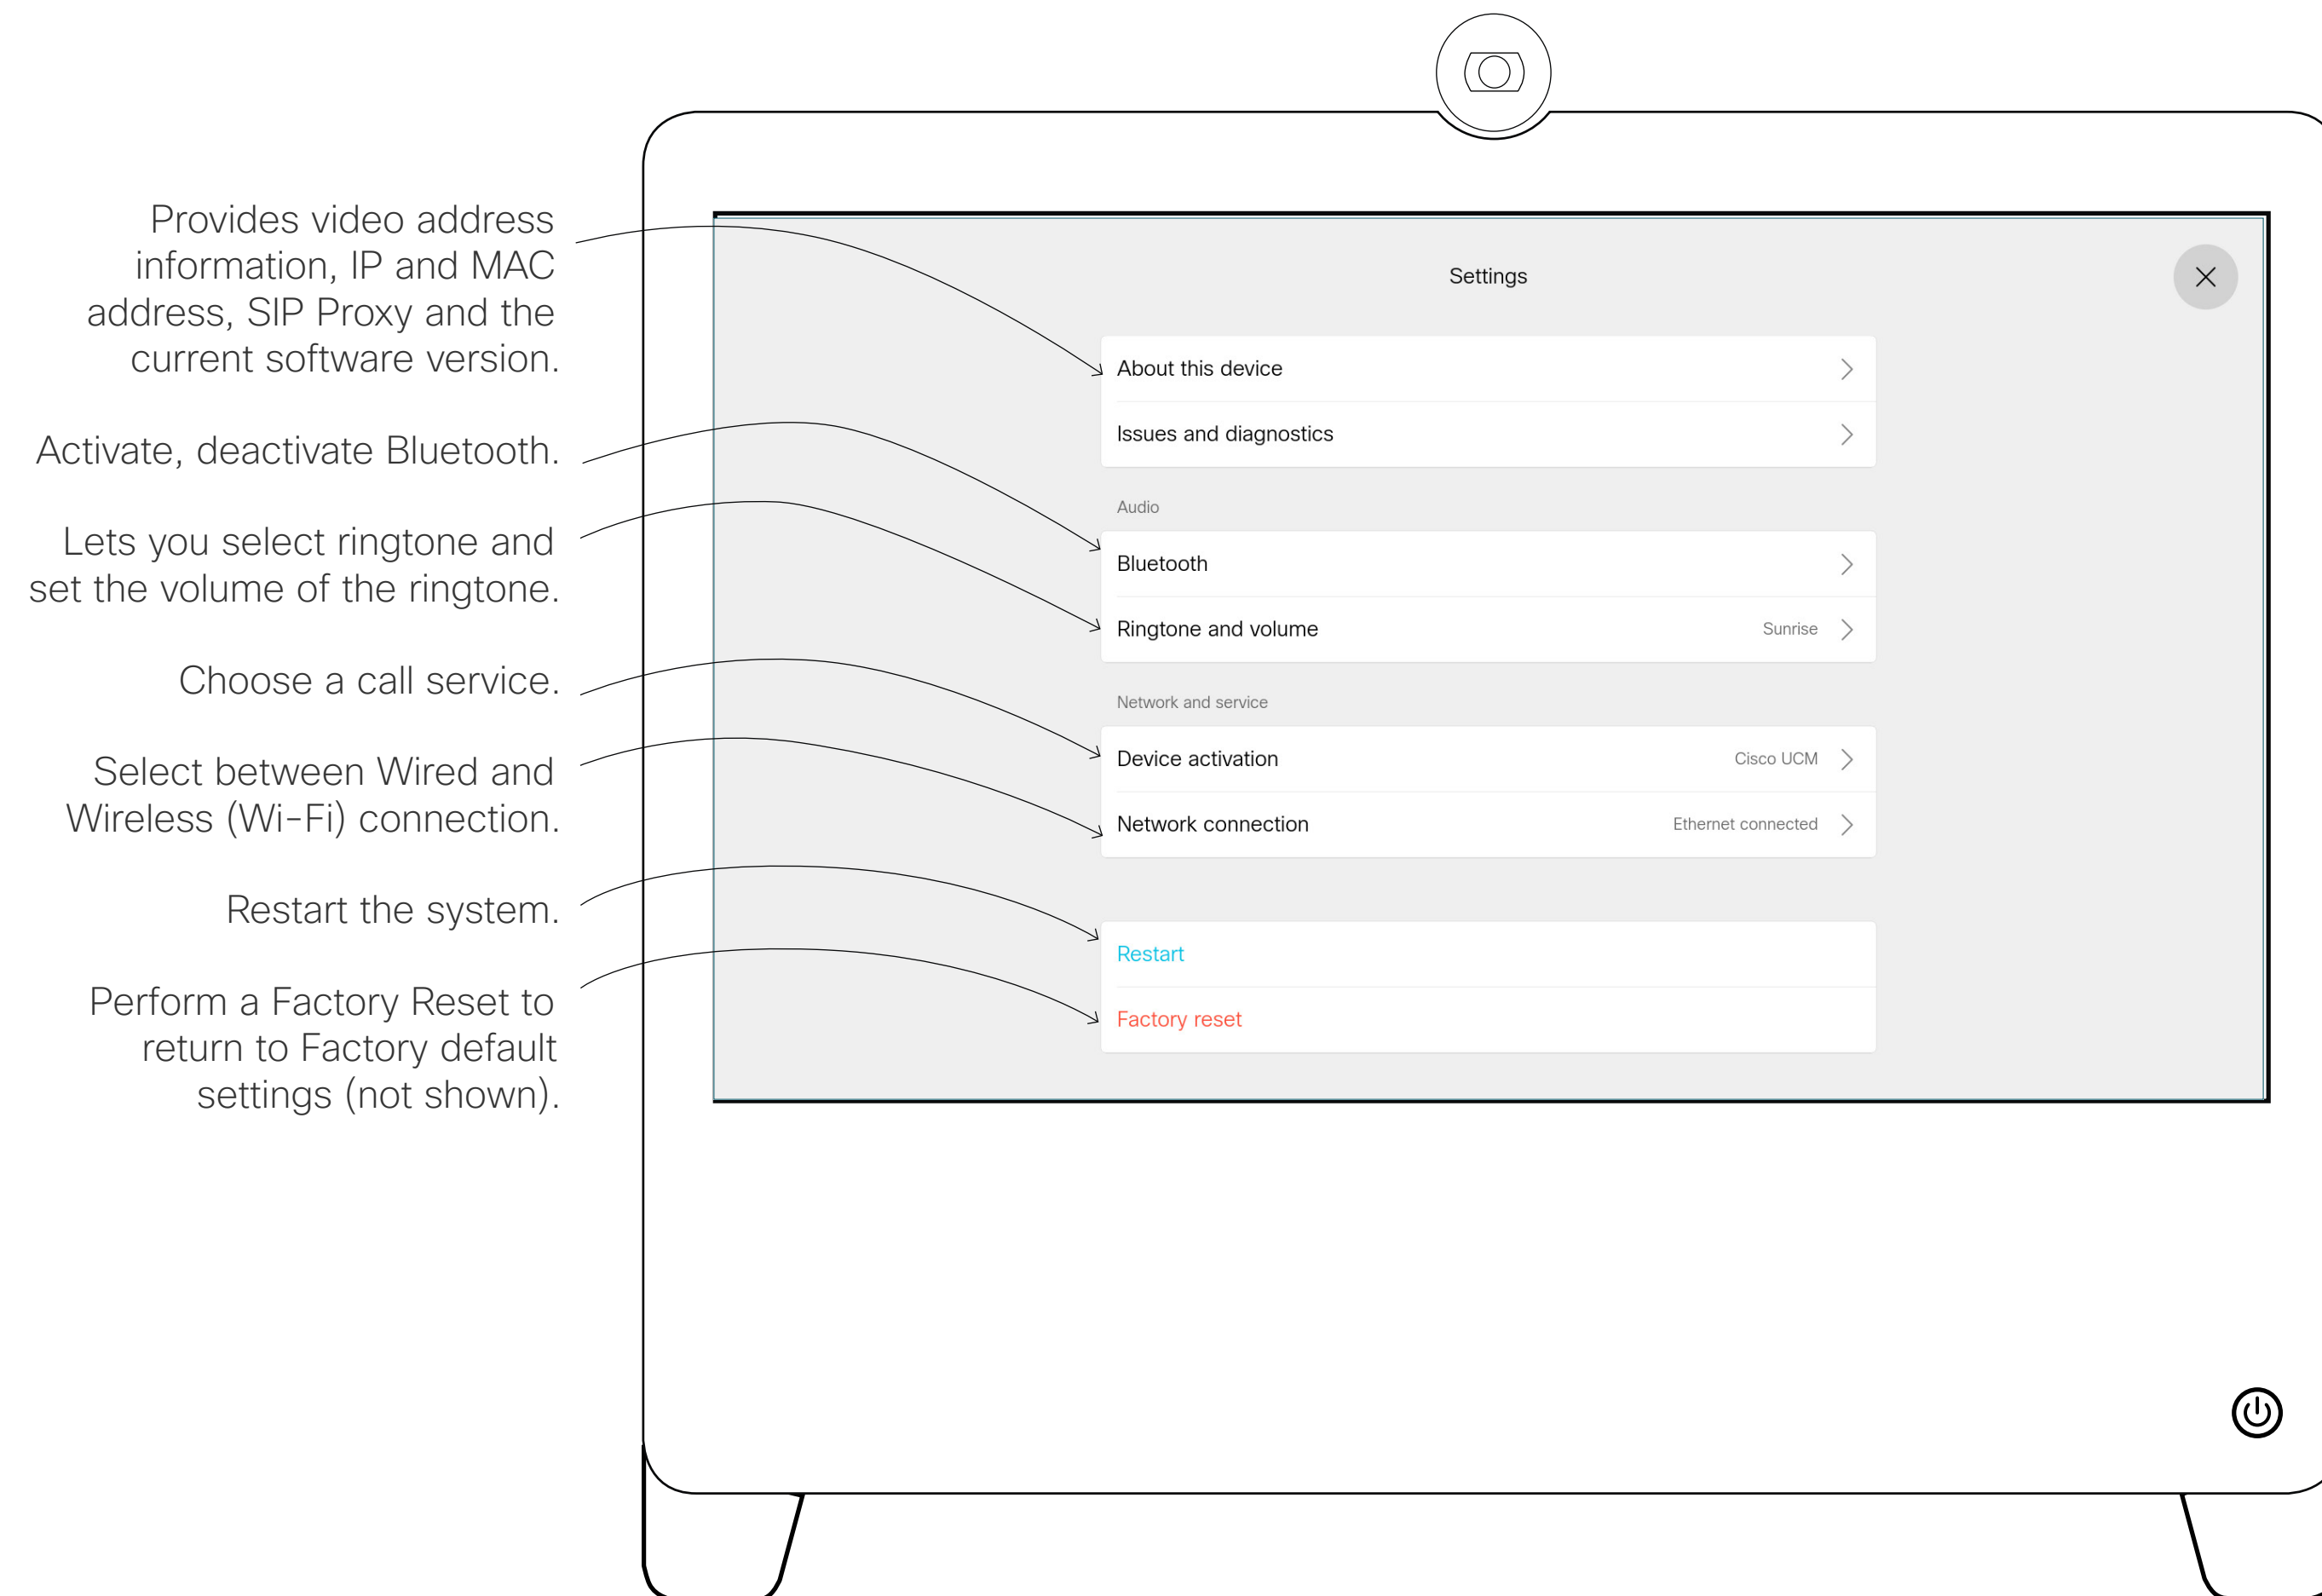 Provides video address
information, IP and MAC
address, SIP Proxy and the
current software version.
Activate, deactivate Bluetooth.
Lets you select ringtone and
set the volume of the ringtone.
Choose a call service.
Select between Wired and
Wireless (Wi-Fi) connection.
Restart the system.
Perform a Factory Reset to
return to Factory default
settings (not shown).
Settings
About this device
Issues and diagnostics
Audio
Bluetooth
Ringtone and volume Sunrise
Network and service
Device activation Cisco UCM
Network connection Ethernet connected
Restart
Factory reset